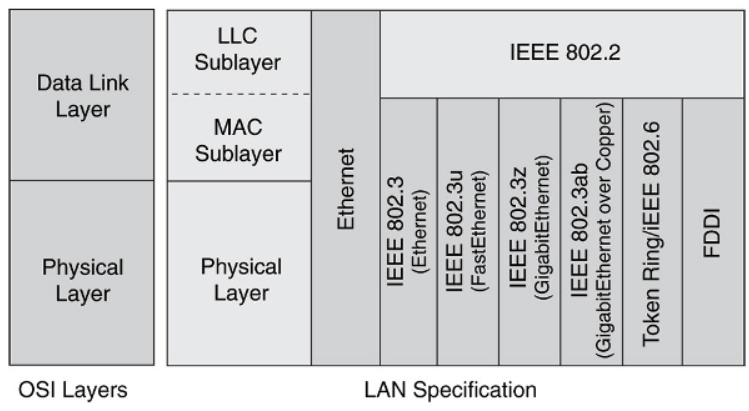 Data Link
Layer
Physical
Layer
OSI Layers
LLC
Sublayer
MAC
Sublayer
Physical
Layer
Ethernet
IEEE 802.2
IEEE 802.3
(Ethernet)
IEEE 802.3u
(FastEthernet)
IEEE 802.3z
(GigabitEthernet)
IEEE 802.3ab
(GigabitEthernet over Copper)
Token Ring/iEEE 802.6
FDDI
LAN Specification